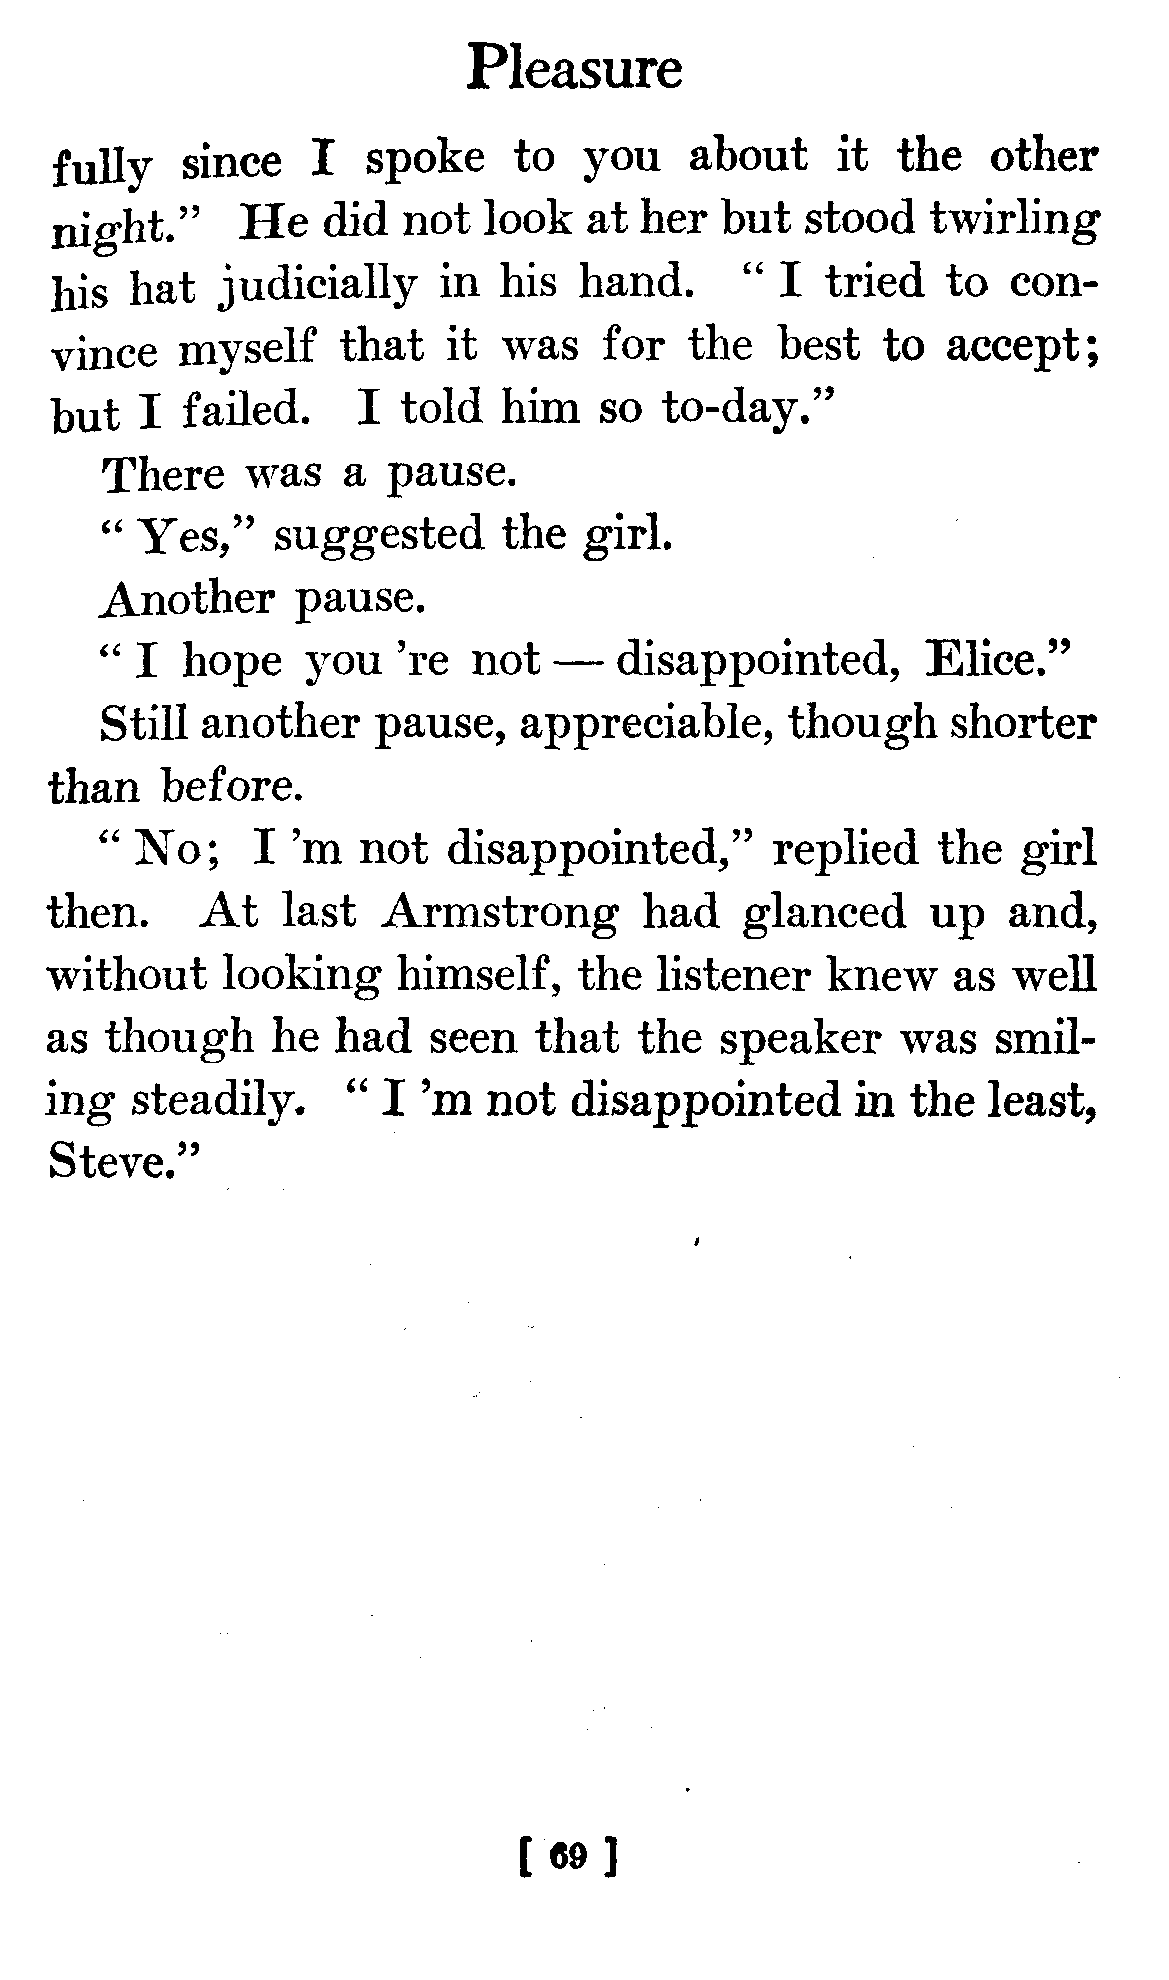 Pleasure
fully since I spoke to you about it the other
night.” He did not look at her but stood twirling
his hat judicially in his hand. “ I tried to con-
vince myself that it was for the best to accept;
but I failed. I told him so to-day.”
There was a pause.
“ Yes,” suggested the girl.
Another pause.
“ I hope you 're not — disappointed, Elice.”
Still another pause, appreciable, though shorter
than before.
“ No; I 'm not disappointed,” replied the girl
then. At last Armstrong had glanced up and,
without looking himself, the listener knew as well
as though he had seen that the speaker was smil-
ing steadily. “ I 'm not disappointed in the least,
Steve.”
[ 69 ]